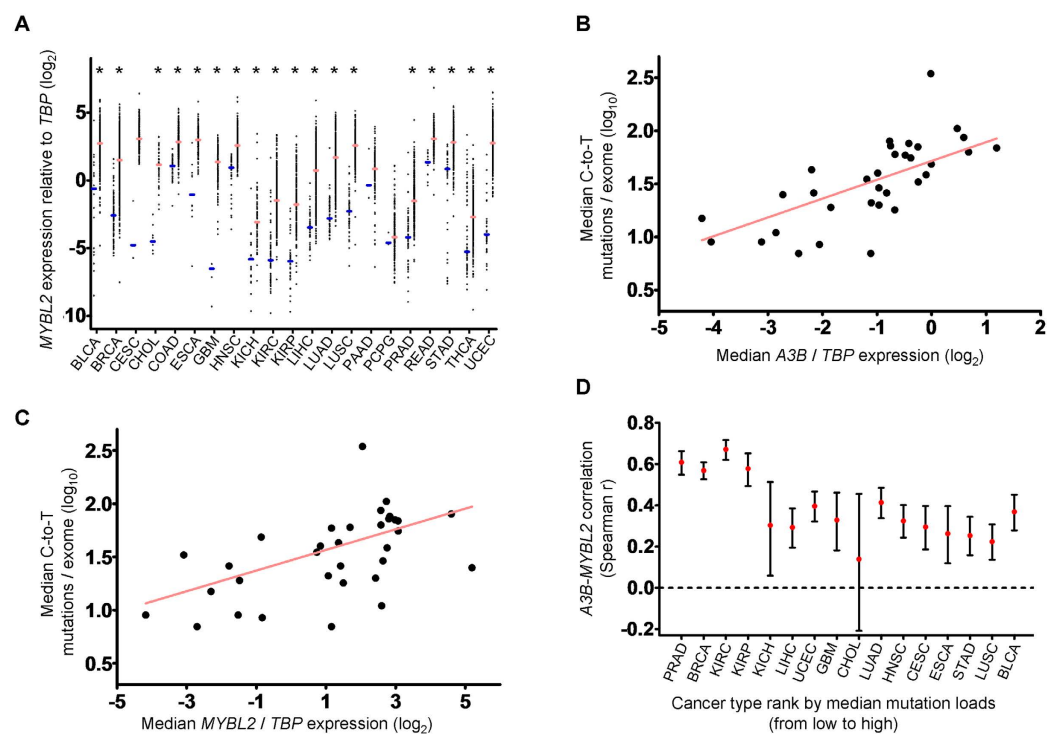 A
MYBL2 expression relative to TBP (log2)
* * * * * * * * * * * * * * * * * * *
5
0
-5
-10
BLCA
BRCA
CESC
CHOL
COAD
ESCA
GBM
HNSC
KICH
KIRC
KIRP
LIHC
LUAD
LUSC
PAAD
PCPG
PRAD
READ
STAD
THCA
UCEC
B
Median C-to-T
mutations / exome (log10)
2.5
2.0
1.5
1.0
0.5
-5 -4 -3 -2 -1 0 1 2
Median A3B / TBP expression (log2)
C
Median C-to-T
mutations / exome (log10)
2.5
2.0
1.5
1.0
0.5
-5 -3 -1 1 3 5
Median MYBL2 / TBP expression (log2)
D
A3B-MYBL2 correlation
(Spearman r)
0.8
0.6
0.4
0.2
0.0
-0.2
PRAD
BRCA
KIRC
KIRP
KICH
LIHC
UCEC
GBM
CHOL
LUAD
HNSC
CESC
ESCA
STAD
LUSC
BLCA
Cancer type rank by median mutation loads
(from low to high)